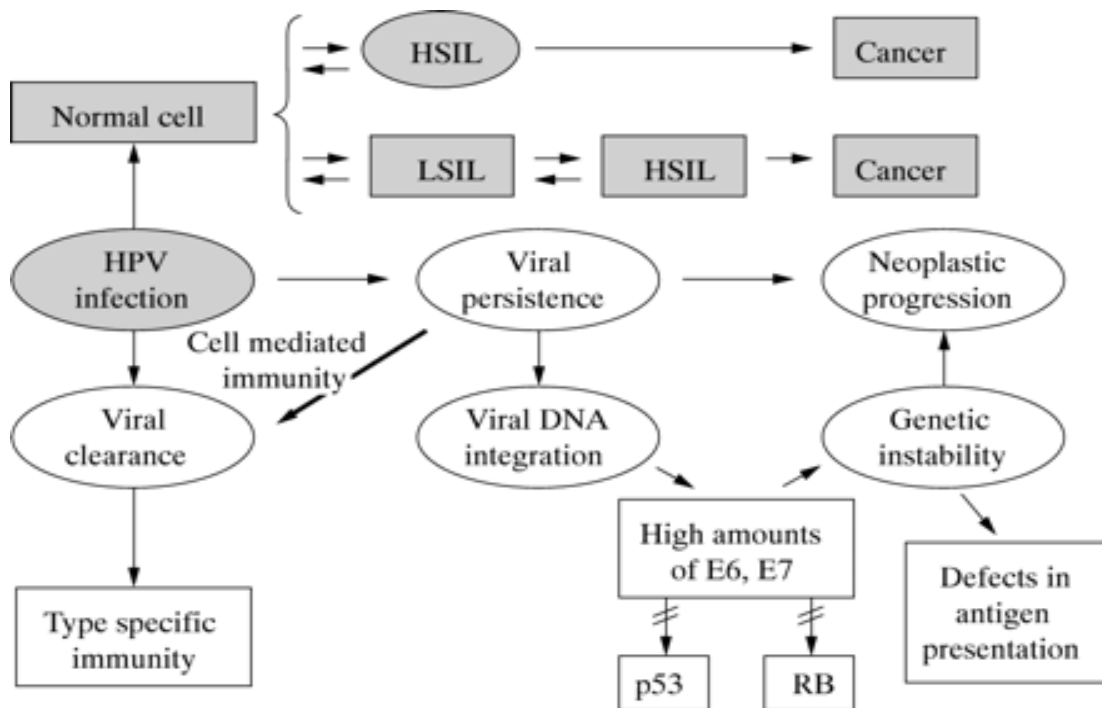 HSIL
Cancer
Normal cell
LSIL
HSIL
Cancer
HPV
infection
Viral
persistence
Neoplastic
progression
Cell mediated
immunity
Viral
clearance
Viral DNA
integration
Genetic
instability
High amounts
of E6, E7
Defects in
antigen
presentation
Type specific
immunity
p53
RB